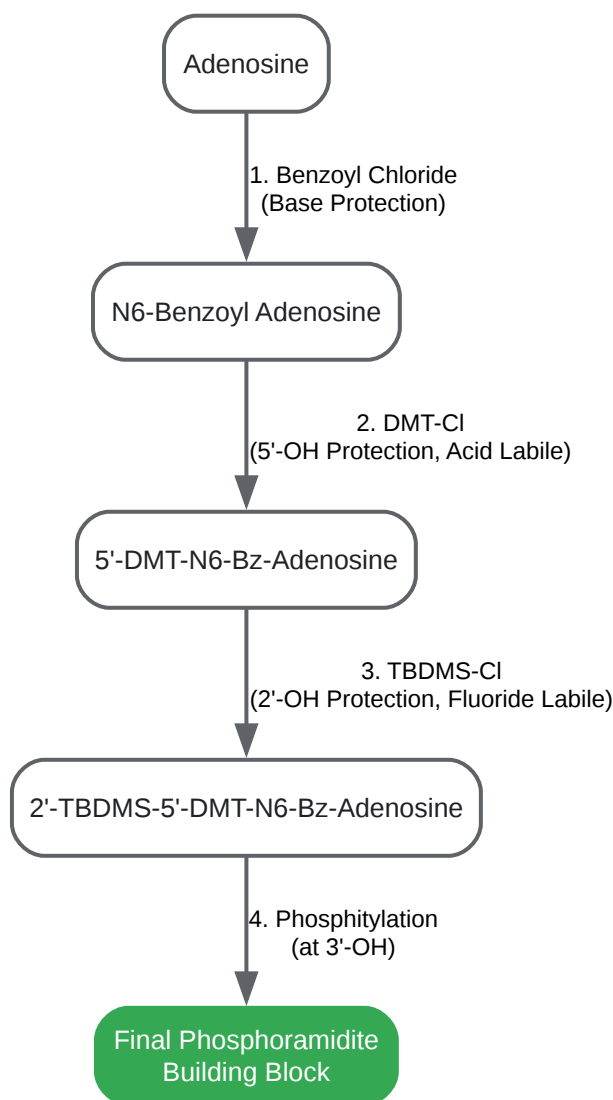 Adenosine
1. Benzoyl Chloride
(Base Protection)
N6-Benzoyl Adenosine
2. DMT-Cl
(5'-OH Protection, Acid Labile)
5'-DMT-N6-Bz-Adenosine
3. TBDMS-Cl
(2'-OH Protection, Fluoride Labile)
2'-TBDMS-5'-DMT-N6-Bz-Adenosine
4. Phosphitylation
(at 3'-OH)
Final Phosphoramidite
Building Block